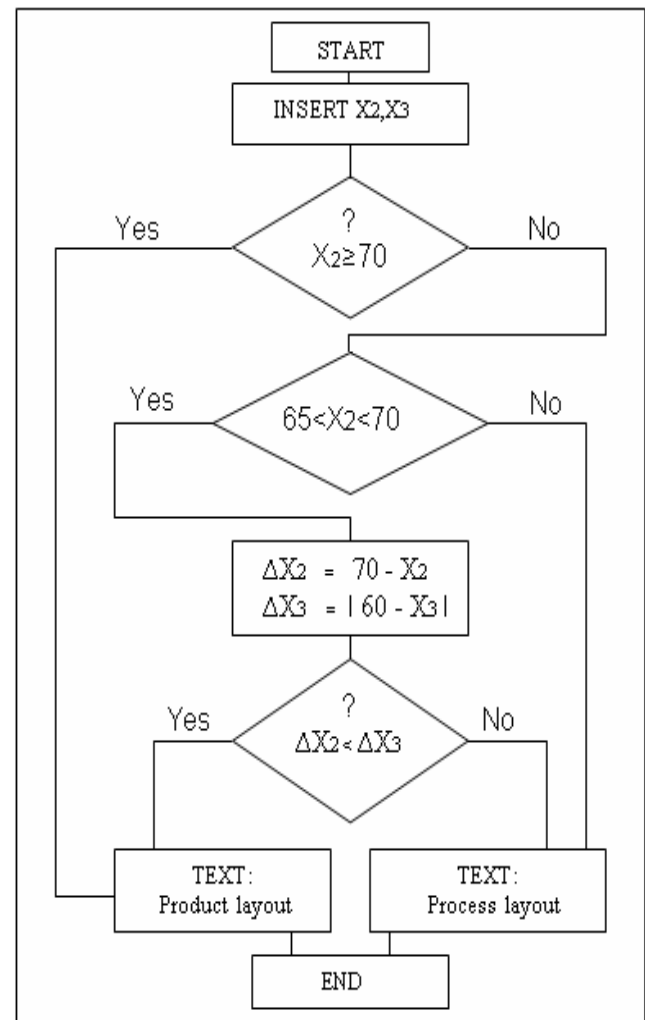 START
INSERT X2,X3
?
X2≥70
Yes
No
65<X2<70
Yes
No
ΔX2 = 70 - X2
ΔX3 = | 60 - X3 |
?
ΔX2<ΔX3
Yes
No
TEXT:
Product layout
TEXT:
Process layout
END